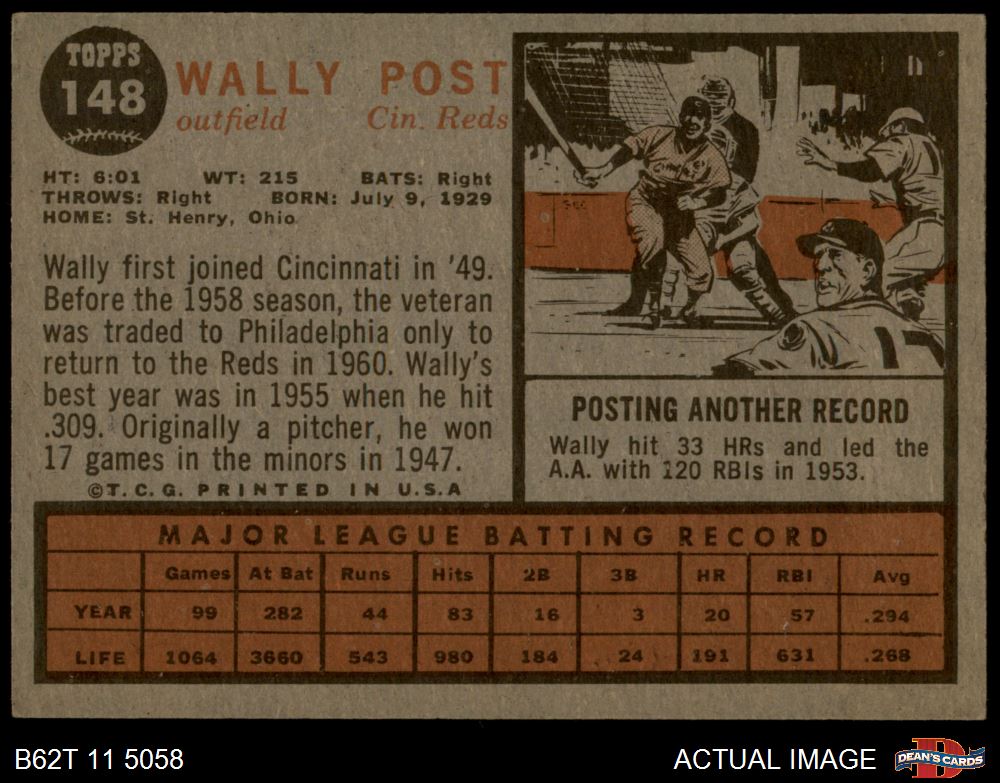 TOPPS
148
WALLY POST
outfield Cin. Reds
HT: 6:01 WT: 215 BATS: Right
THROWS: Right BORN: July 9, 1929
HOME: St. Henry, Ohio
Wally first joined Cincinnati in '49.
Before the 1958 season, the veteran
was traded to Philadelphia only to
return to the Reds in 1960. Wally's
best year was in 1955 when he hit
.309. Originally a pitcher, he won
17 games in the minors in 1947.
©T.C.G. PRINTED IN U.S.A
POSTING ANOTHER RECORD
Wally hit 33 HRs and led the
A.A. with 120 RBIs in 1953.
MAJOR LEAGUE BATTING RECORD
Games At Bat Runs Hits 2B 3B HR RBI Avg
YEAR 99 282 44 83 16 3 20 57 .294
LIFE 1064 3660 543 980 184 24 191 631 .268
B62T 11 5058 ACTUAL IMAGE
DEAN'S CARDS